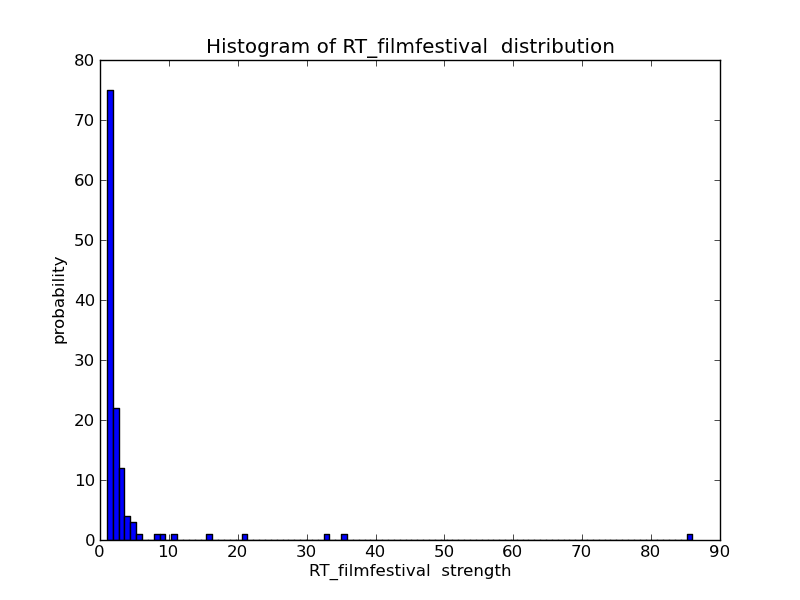 Histogram of RT_filmfestival  distribution
80
70
60
50
40
30
20
10
0
probability
0 10 20 30 40 50 60 70 80 90
RT_filmfestival  strength